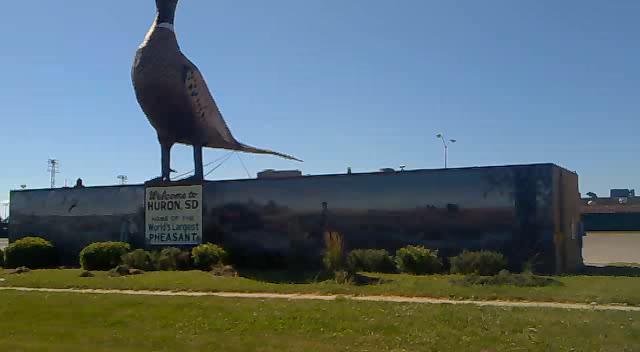 Welcome to
HURON, SD
HOME OF THE
World's Largest
PHEASANT